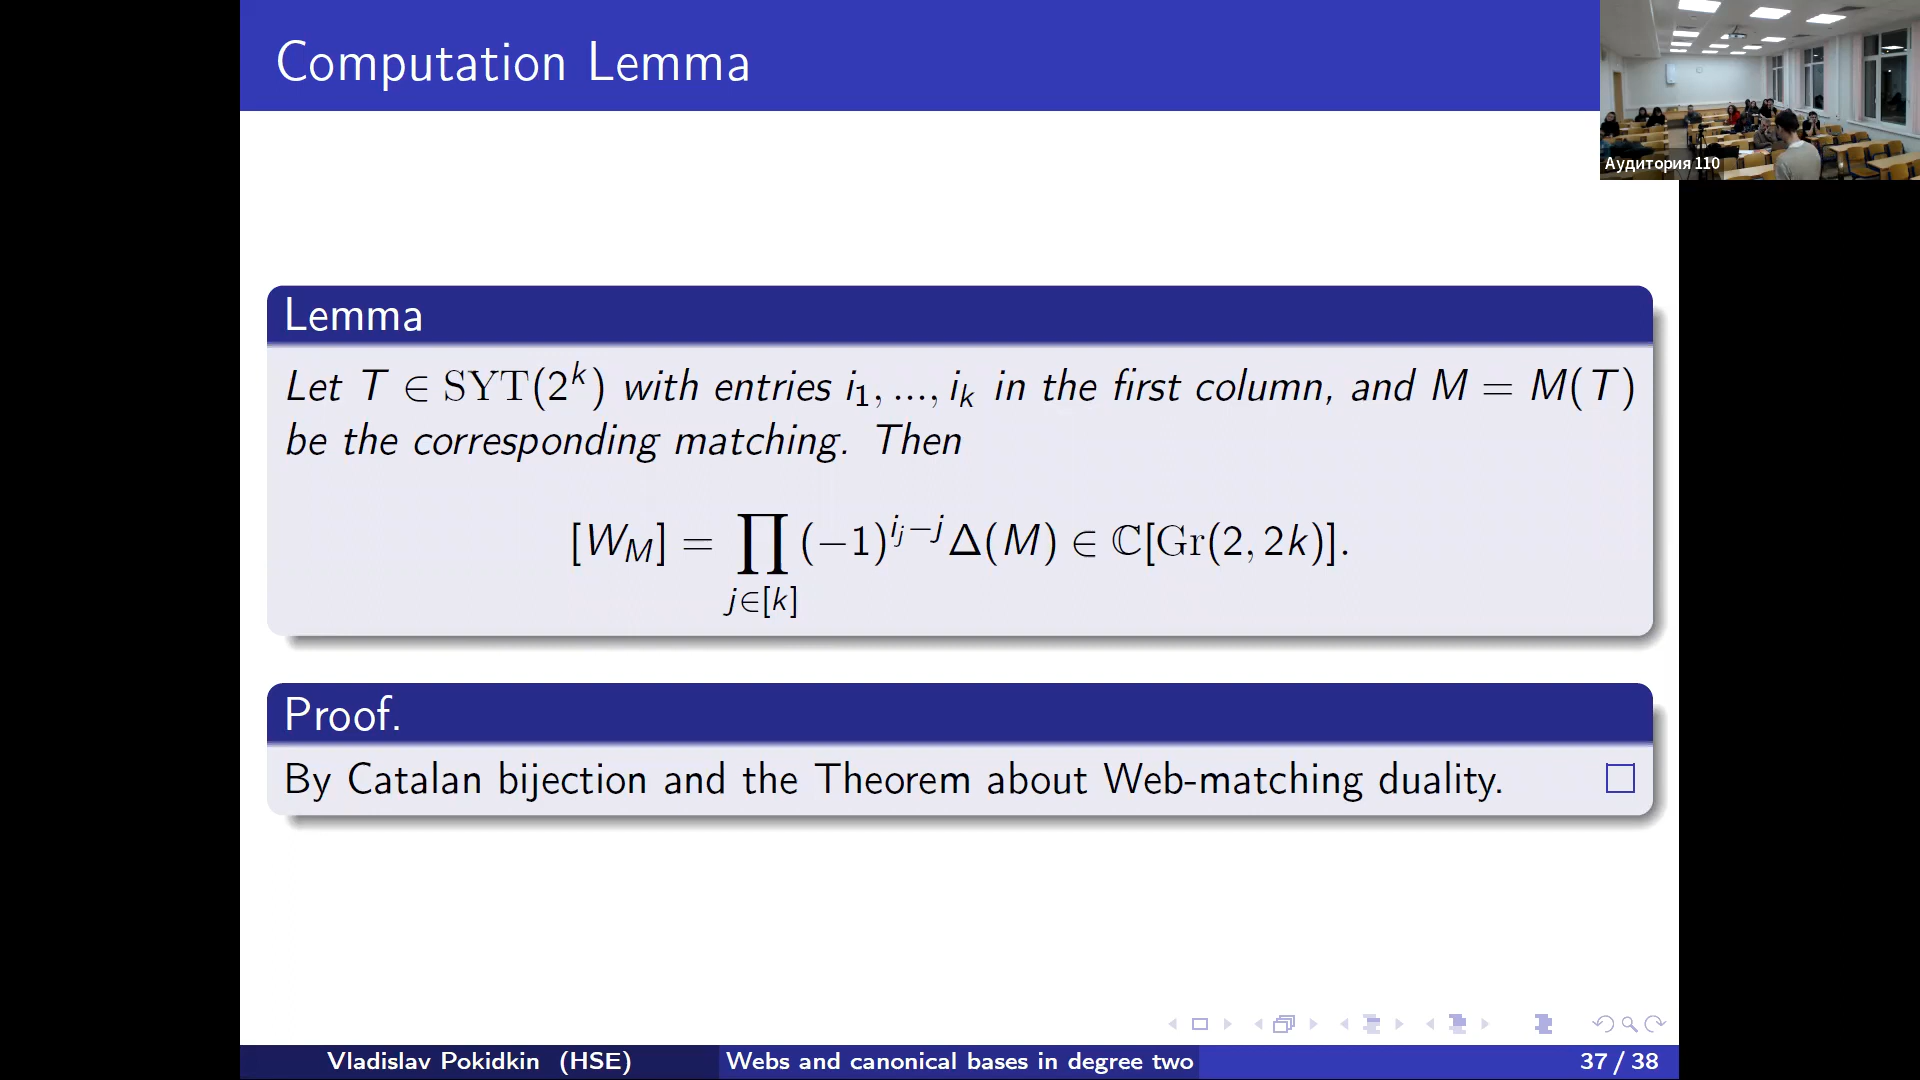 Computation Lemma
Аудитория 110
Lemma
Let T ∈ SYT(2^k) with entries i_1, ..., i_k in the first column, and M = M(T)
be the corresponding matching. Then
[W_M] = ∏_{j∈[k]} (−1)^{i_j−j} Δ(M) ∈ ℂ[Gr(2, 2k)].
Proof.
By Catalan bijection and the Theorem about Web-matching duality. □
Vladislav Pokidkin (HSE) Webs and canonical bases in degree two 37 / 38